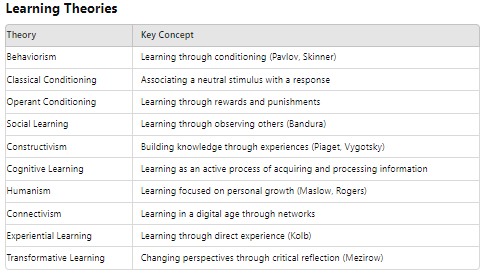 Learning Theories
Theory Key Concept
Behaviorism Learning through conditioning (Pavlov, Skinner)
Classical Conditioning Associating a neutral stimulus with a response
Operant Conditioning Learning through rewards and punishments
Social Learning Learning through observing others (Bandura)
Constructivism Building knowledge through experiences (Piaget, Vygotsky)
Cognitive Learning Learning as an active process of acquiring and processing information
Humanism Learning focused on personal growth (Maslow, Rogers)
Connectivism Learning in a digital age through networks
Experiential Learning Learning through direct experience (Kolb)
Transformative Learning Changing perspectives through critical reflection (Mezirow)